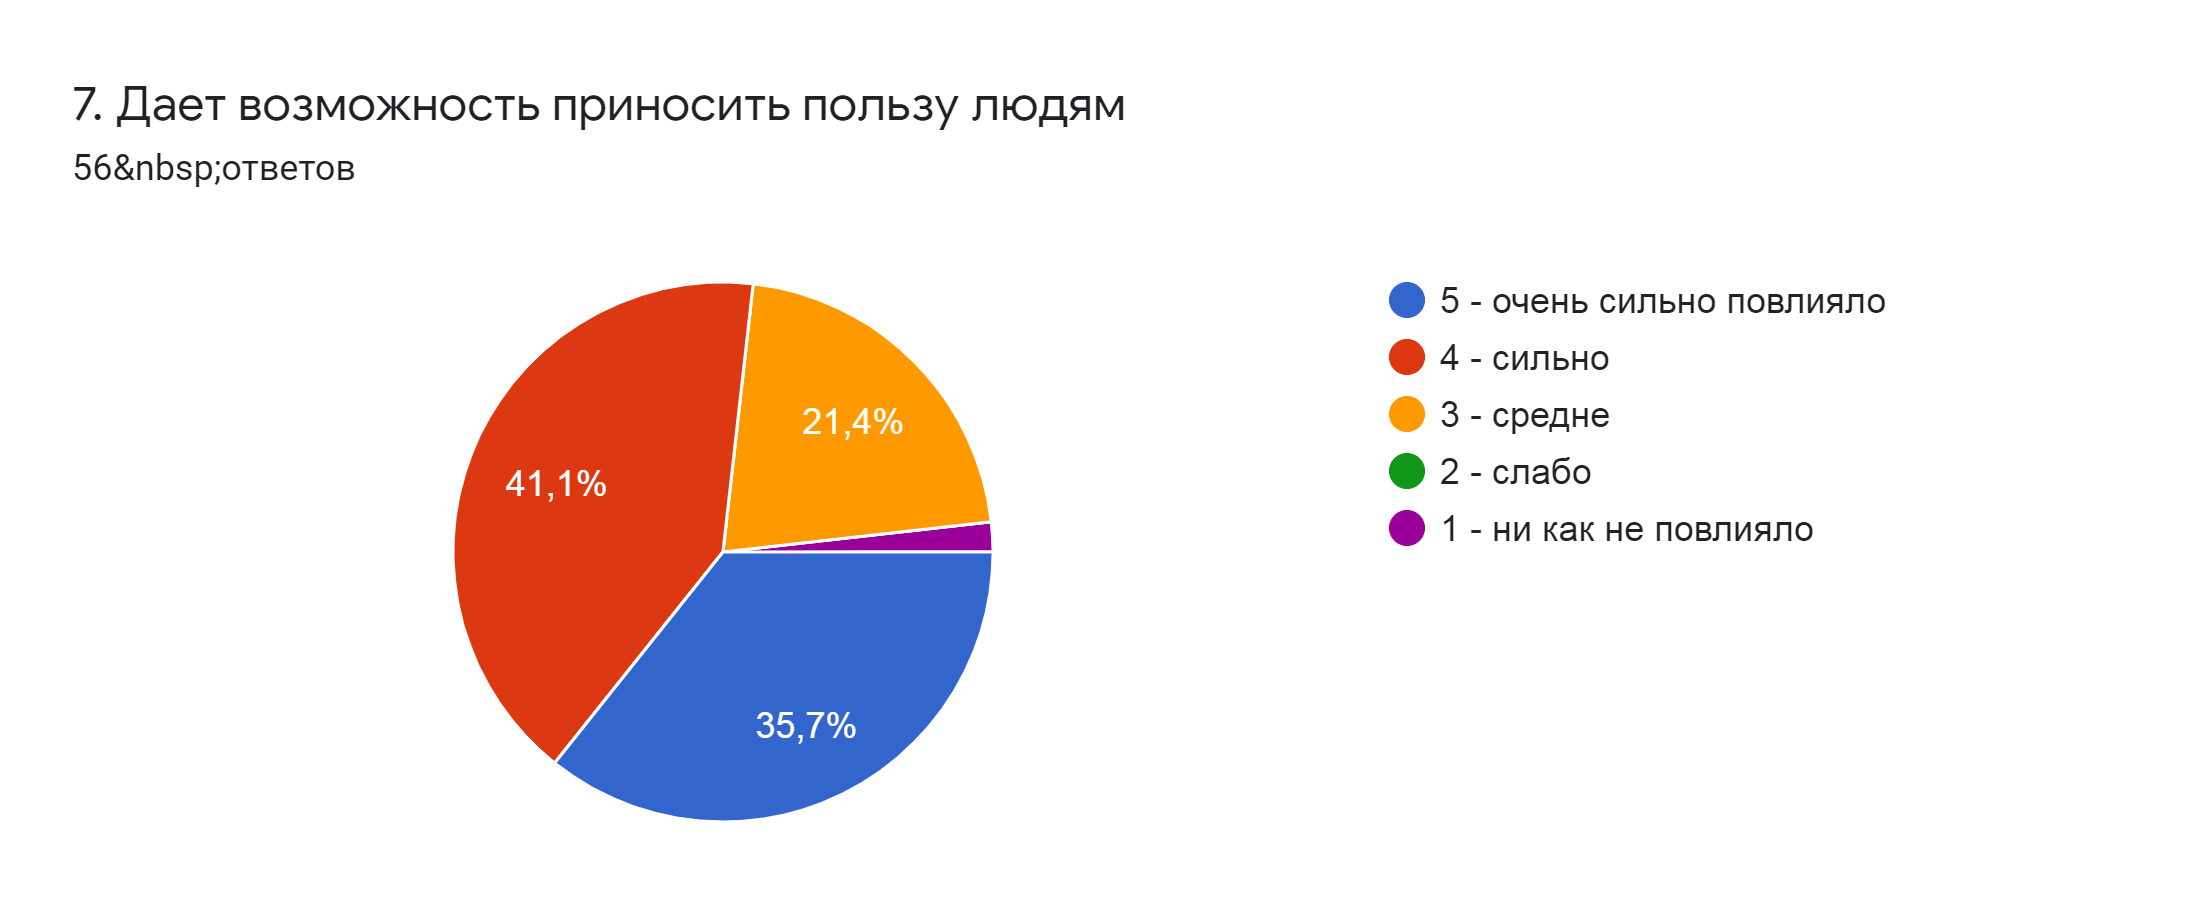 7. Дает возможность приносить пользу людям
56&nbsp;ответов
21,4%
41,1%
35,7%
5 - очень сильно повлияло
4 - сильно
3 - средне
2 - слабо
1 - ни как не повлияло